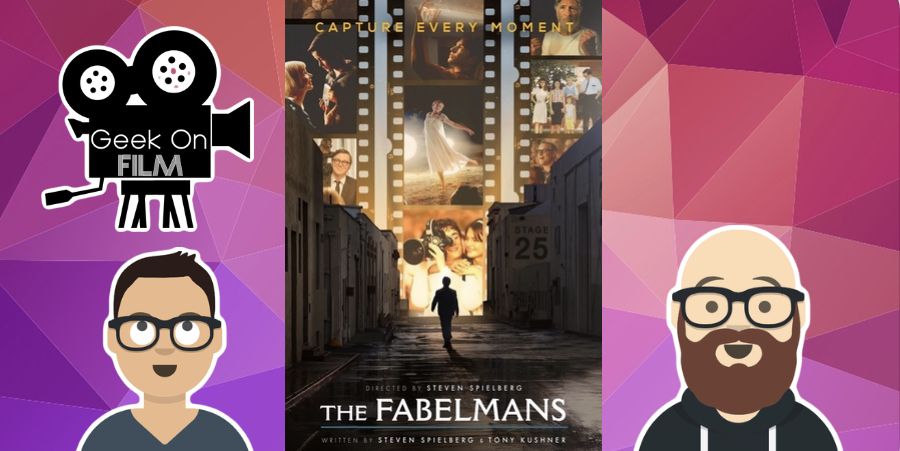 Geek On
FILM
CAPTURE EVERY MOMENT
STAGE
25
DIRECTED BY STEVEN SPIELBERG
THE FABELMANS
WRITTEN BY STEVEN SPIELBERG & TONY KUSHNER